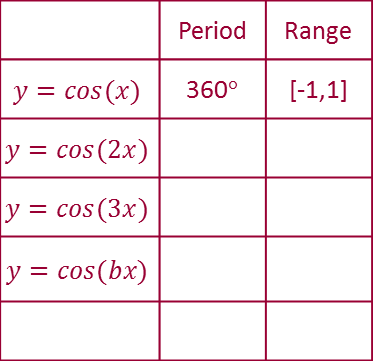 Period Range
y = cos(x) 360° [-1,1]
y = cos(2x)
y = cos(3x)
y = cos(bx)